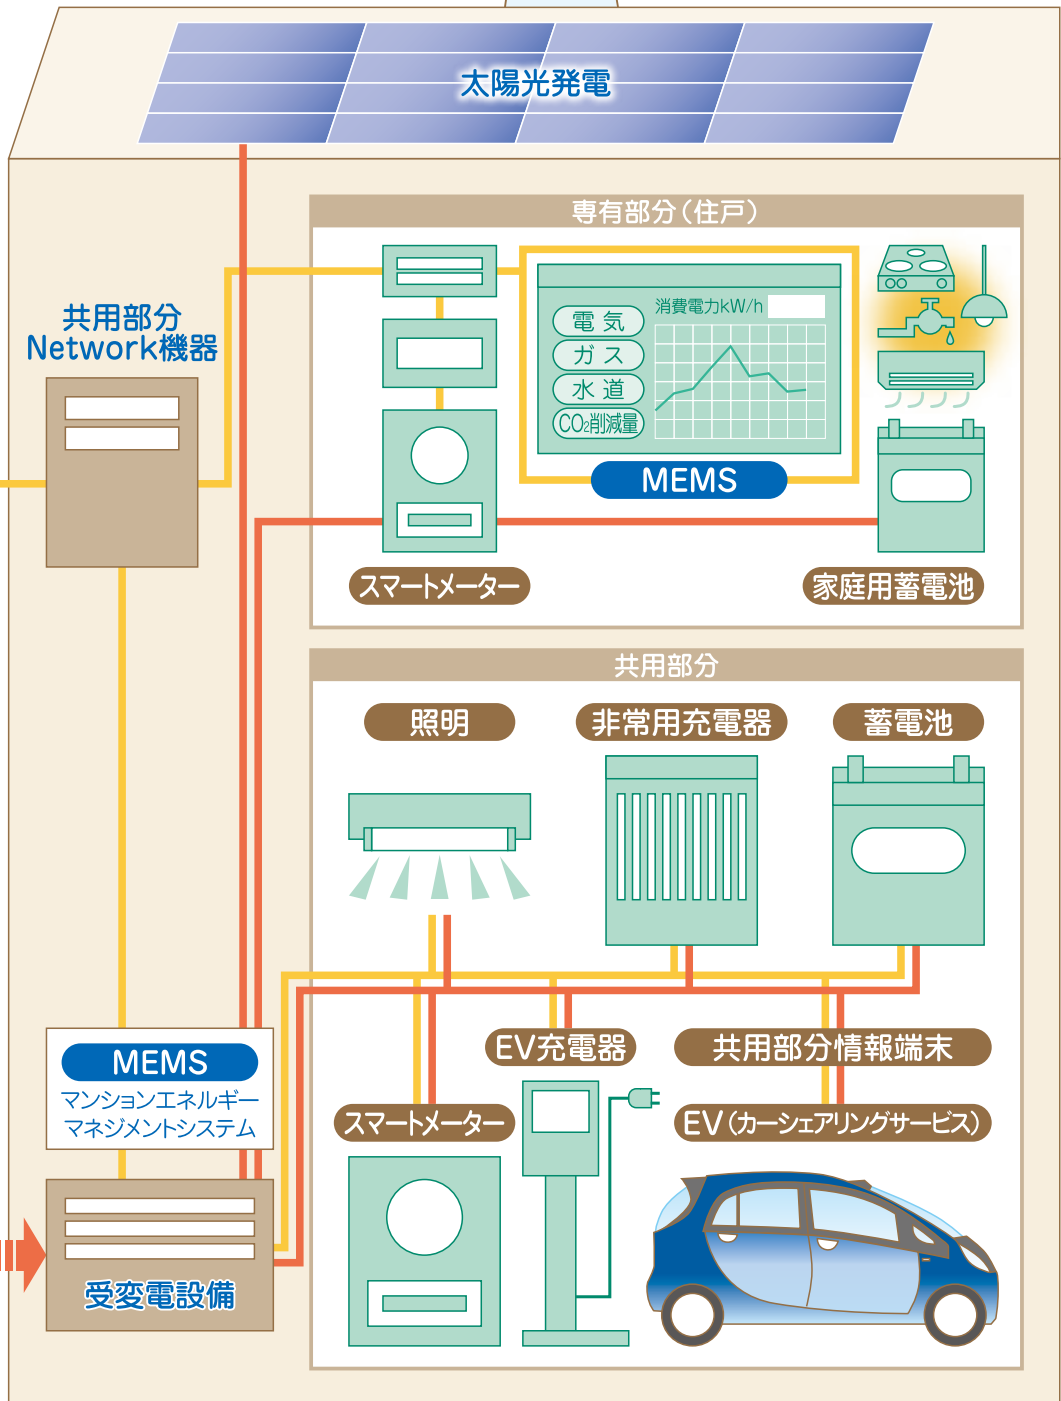 太陽光発電
専有部分(住戸)
共用部分
Network機器
消費電力kW/h
電気
ガス
水道
CO₂削減量
MEMS
スマートメーター
家庭用蓄電池
共用部分
照明
非常用充電器
蓄電池
EV充電器
共用部分情報端末
MEMS
マンションエネルギー
マネジメントシステム
スマートメーター
EV(カーシェアリングサービス)
受変電設備